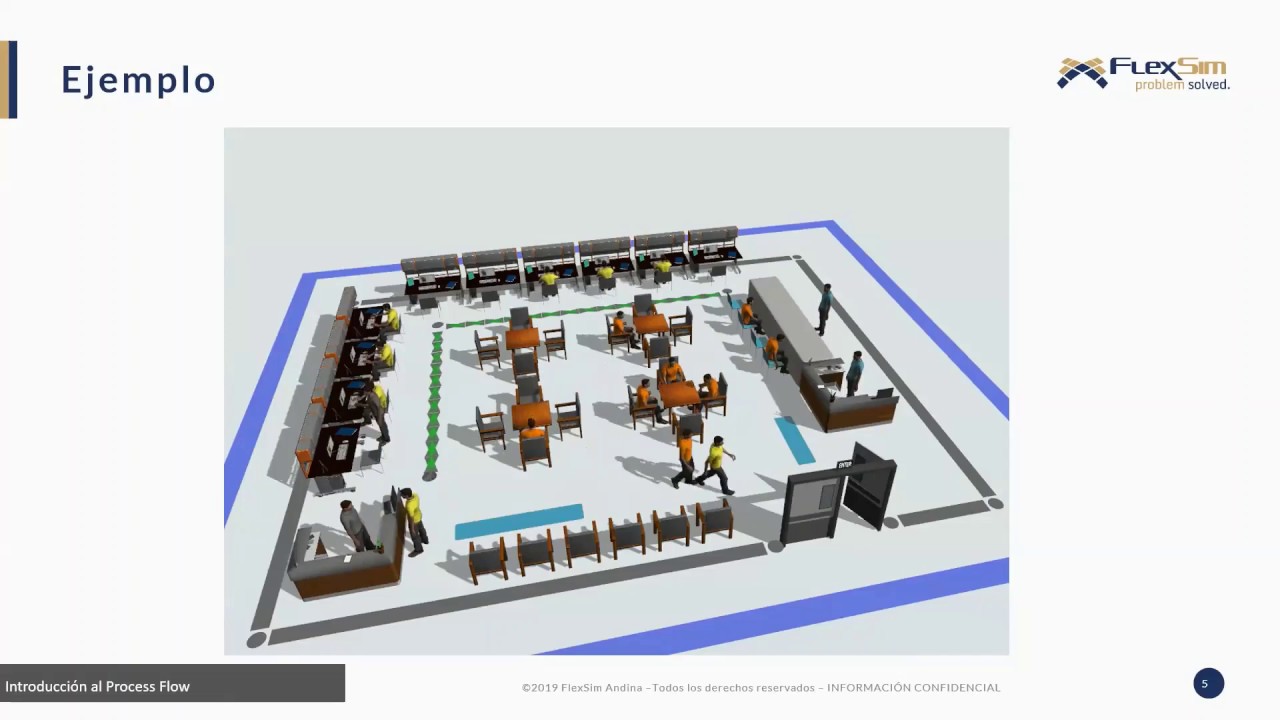 Ejemplo
FlexSim
problem solved.
ENTER
Introducción al Process Flow
©2019 FlexSim Andina –Todos los derechos reservados – INFORMACIÓN CONFIDENCIAL
5